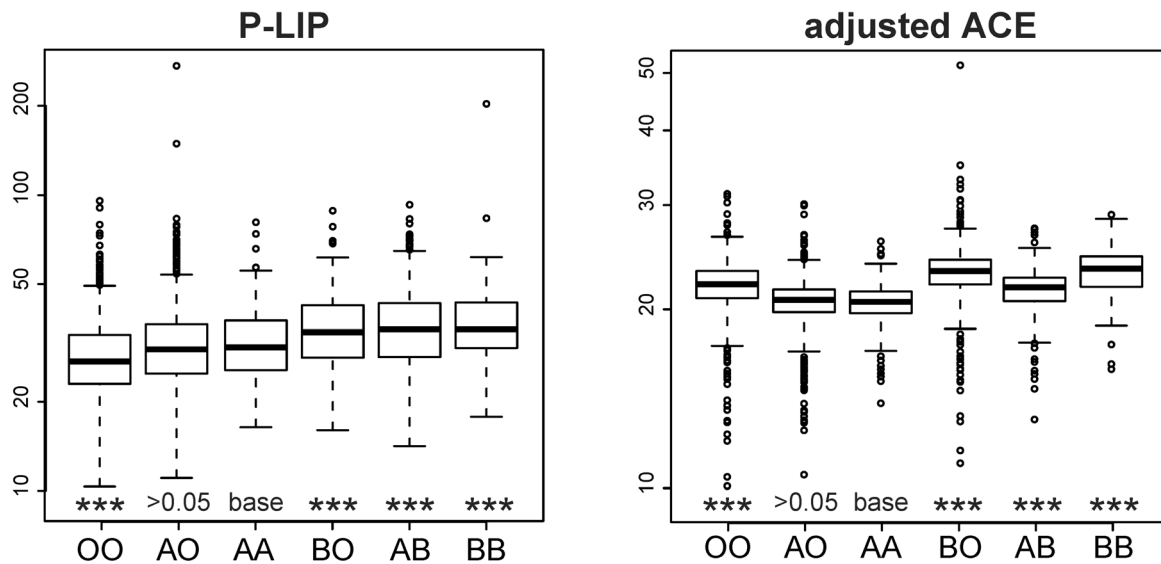 P-LIP
200
100
50
20
10
*** >0.05 base *** *** ***
OO AO AA BO AB BB
adjusted ACE
50
40
30
20
10
*** >0.05 base *** *** ***
OO AO AA BO AB BB